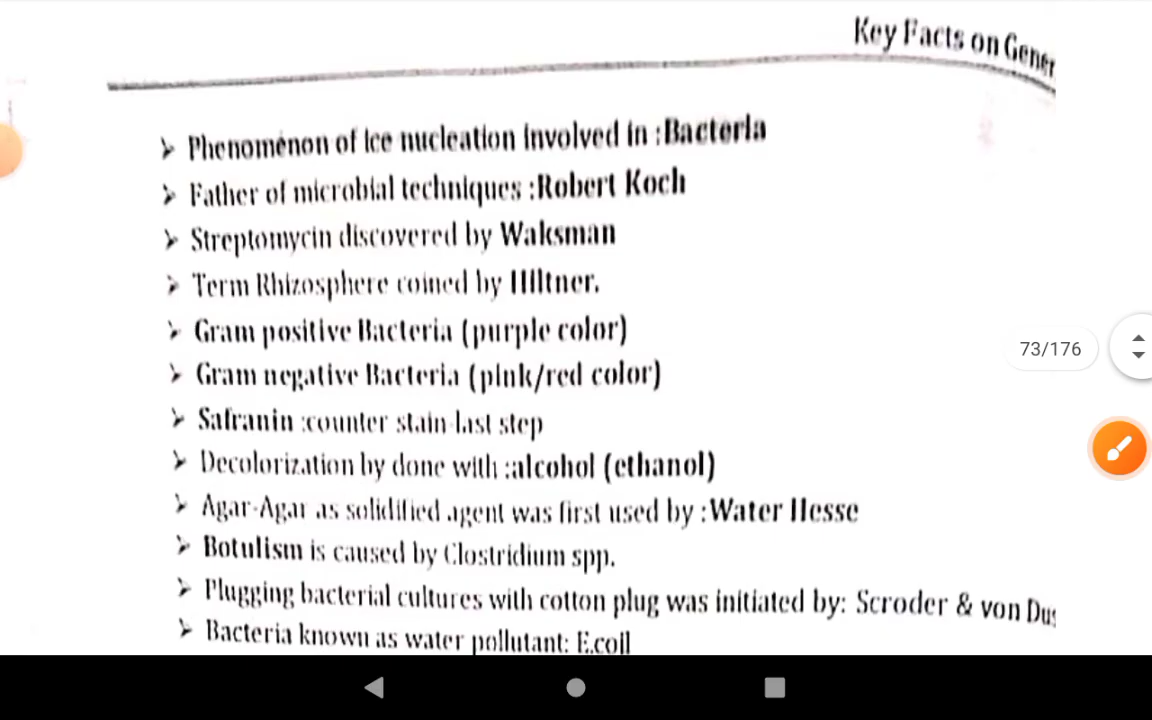 Key Facts on Gener
➢ Phenomenon of ice nucleation involved in :Bacteria
➢ Father of microbial techniques :Robert Koch
➢ Streptomycin discovered by Waksman
➢ Term Rhizosphere coined by Hiltner.
➢ Gram positive Bacteria (purple color)
➢ Gram negative Bacteria (pink/red color)
➢ Safranin :counter stain-last step
➢ Decolorization by done with :alcohol (ethanol)
➢ Agar-Agar as solidified agent was first used by :Water Hesse
➢ Botulism is caused by Clostridium spp.
➢ Plugging bacterial cultures with cotton plug was initiated by: Scroder & von Dus
➢ Bacteria known as water pollutant: E.coil
73/176